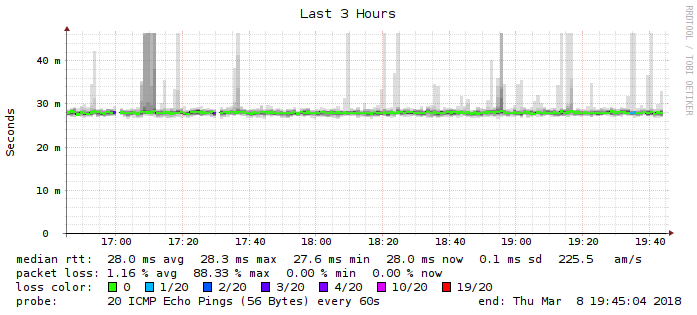 Last 3 Hours
RRDTOOL / TOBI OETIKER
Seconds
40 m
30 m
20 m
10 m
0
17:00 17:20 17:40 18:00 18:20 18:40 19:00 19:20 19:40
median rtt: 28.0 ms avg 28.3 ms max 27.6 ms min 28.0 ms now 0.1 ms sd 225.5 am/s
packet loss: 1.16 % avg 88.33 % max 0.00 % min 0.00 % now
loss color: 0 1/20 2/20 3/20 4/20 10/20 19/20
probe: 20 ICMP Echo Pings (56 Bytes) every 60s end: Thu Mar 8 19:45:04 2018